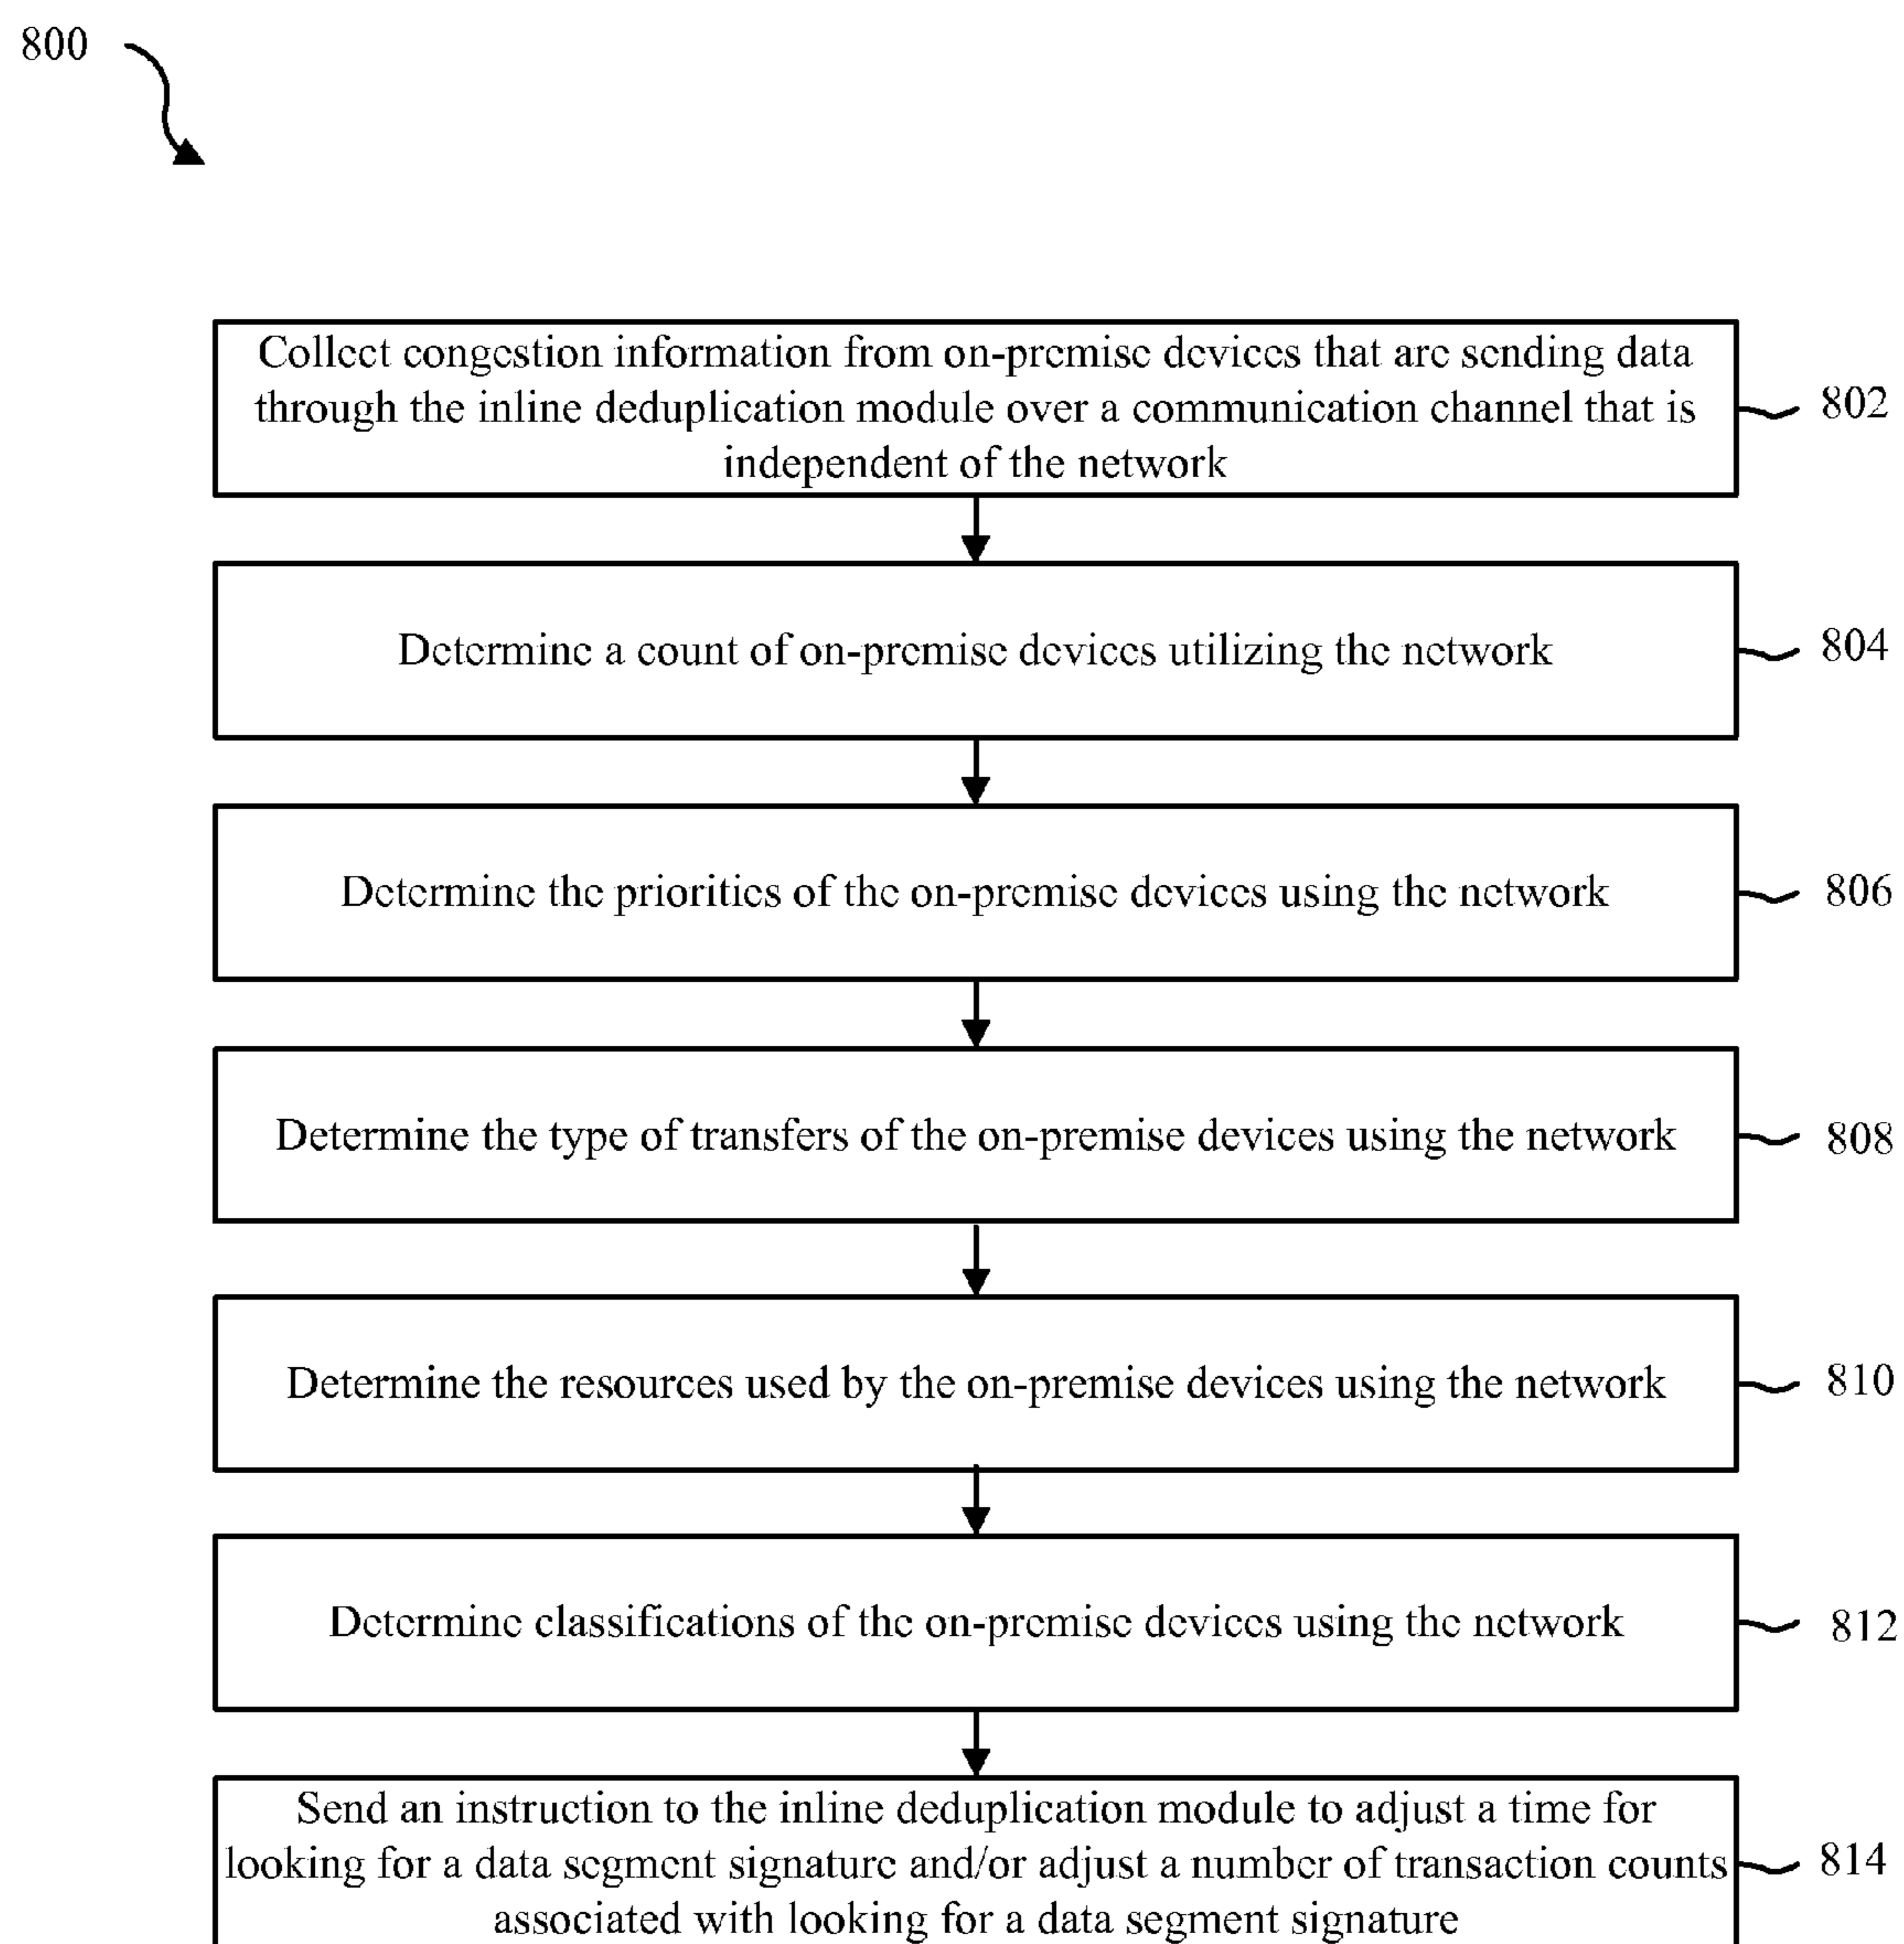 800
Collect congestion information from on-premise devices that are sending data
through the inline deduplication module over a communication channel that is
independent of the network
802
Determine a count of on-premise devices utilizing the network
804
Determine the priorities of the on-premise devices using the network
806
Determine the type of transfers of the on-premise devices using the network
808
Determine the resources used by the on-premise devices using the network
810
Determine classifications of the on-premise devices using the network
812
Send an instruction to the inline deduplication module to adjust a time for
looking for a data segment signature and/or adjust a number of transaction counts
associated with looking for a data segment signature
814